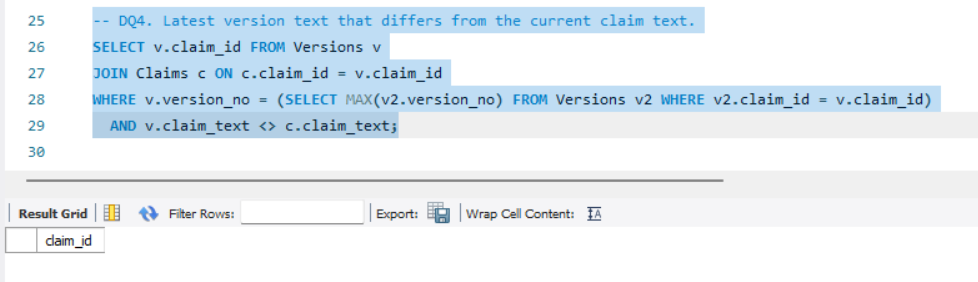 25 -- DQ4. Latest version text that differs from the current claim text.
26 SELECT v.claim_id FROM Versions v
27 JOIN Claims c ON c.claim_id = v.claim_id
28 WHERE v.version_no = (SELECT MAX(v2.version_no) FROM Versions v2 WHERE v2.claim_id = v.claim_id)
29 AND v.claim_text <> c.claim_text;
30
Result Grid Filter Rows: Export: Wrap Cell Content:
claim_id